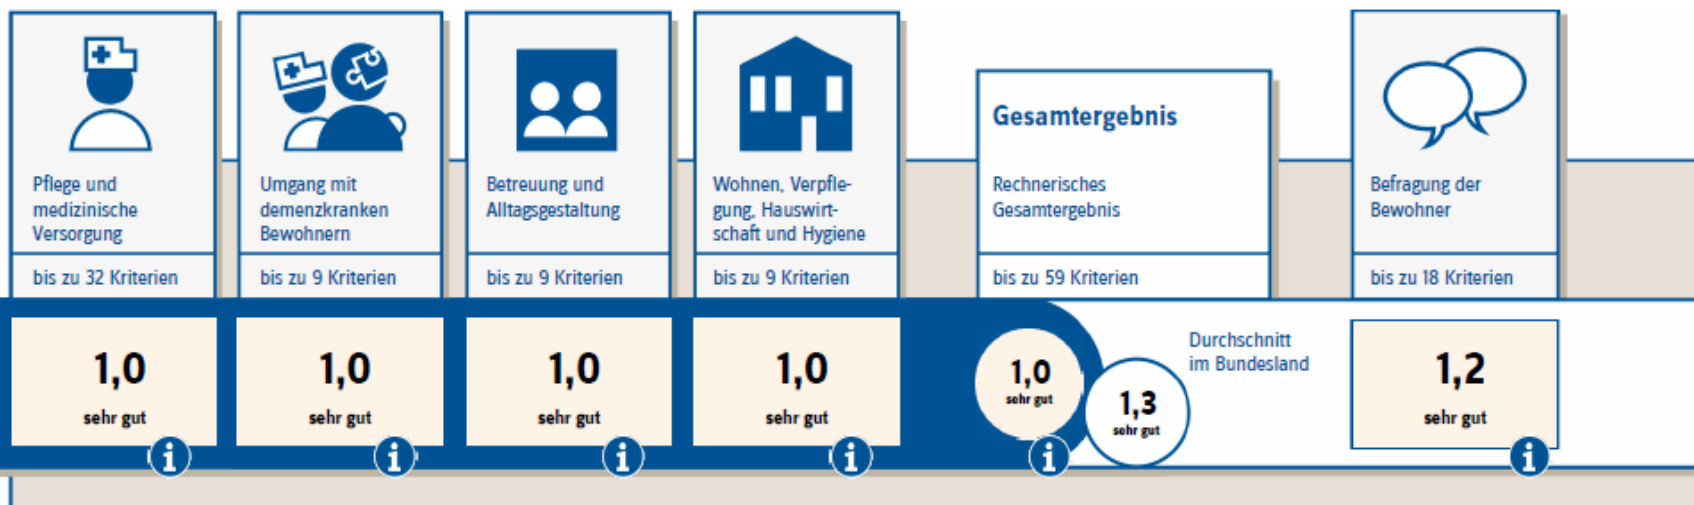 Pflege und
medizinische
Versorgung
bis zu 32 Kriterien
1,0
sehr gut
i
Umgang mit
demenzkranken
Bewohnern
bis zu 9 Kriterien
1,0
sehr gut
i
Betreuung und
Alltagsgestaltung
bis zu 9 Kriterien
1,0
sehr gut
i
Wohnen, Verpfle-
gung, Hauswirt-
schaft und Hygiene
bis zu 9 Kriterien
1,0
sehr gut
i
Gesamtergebnis
Rechnerisches
Gesamtergebnis
bis zu 59 Kriterien
1,0
sehr gut
i
Durchschnitt
im Bundesland
1,3
sehr gut
Befragung der
Bewohner
bis zu 18 Kriterien
1,2
sehr gut
i